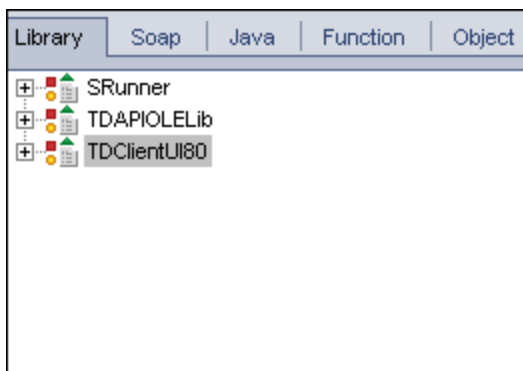 Library Soap Java Function Object
SRunner
TDAPIOLELib
TDClientUI80